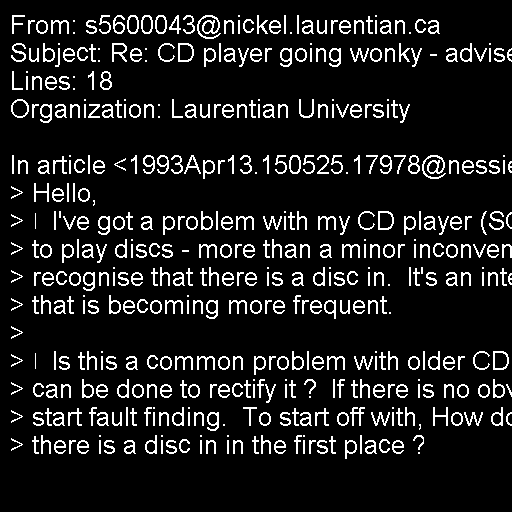 From: s5600043@nickel.laurentian.ca
Subject: Re: CD player going wonky - advise
Lines: 18
Organization: Laurentian University

In article <1993Apr13.150525.17978@nessie
> Hello,
> I've got a problem with my CD player (SO
> to play discs - more than a minor inconven
> recognise that there is a disc in.  It's an inte
> that is becoming more frequent.
>
> Is this a common problem with older CD
> can be done to rectify it ?  If there is no obv
> start fault finding.  To start off with, How do
> there is a disc in in the first place ?